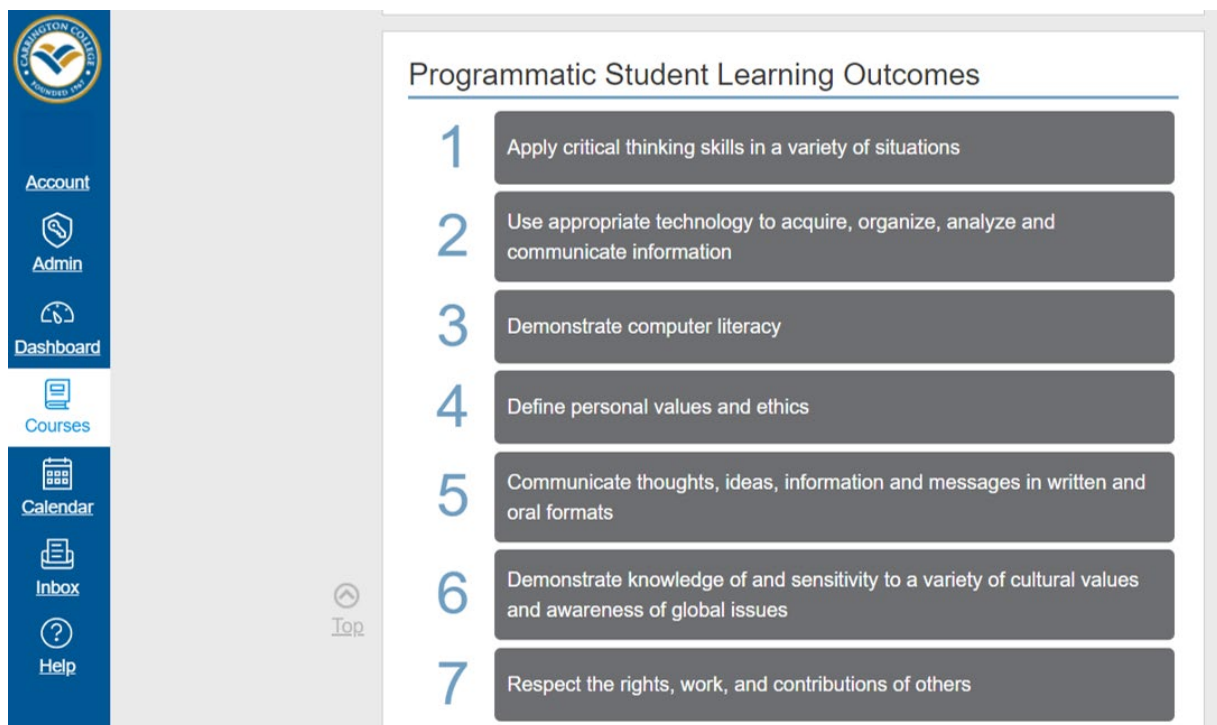 CARRINGTON COLLEGE
FOUNDED 1967
Account
Admin
Dashboard
Courses
Calendar
Inbox
Help
Top
Programmatic Student Learning Outcomes
1
Apply critical thinking skills in a variety of situations
2
Use appropriate technology to acquire, organize, analyze and
communicate information
3
Demonstrate computer literacy
4
Define personal values and ethics
5
Communicate thoughts, ideas, information and messages in written and
oral formats
6
Demonstrate knowledge of and sensitivity to a variety of cultural values
and awareness of global issues
7
Respect the rights, work, and contributions of others